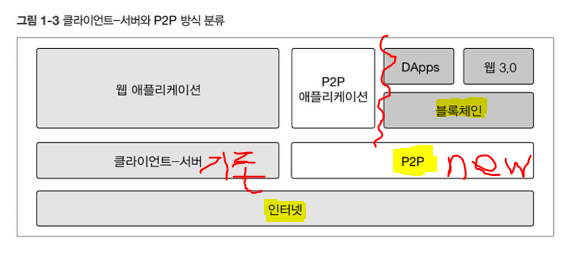 그림 1-3 클라이언트-서버와 P2P 방식 분류
웹 애플리케이션
P2P
애플리케이션
DApps
웹 3.0
블록체인
클라이언트-서버 기존
P2P new
인터넷